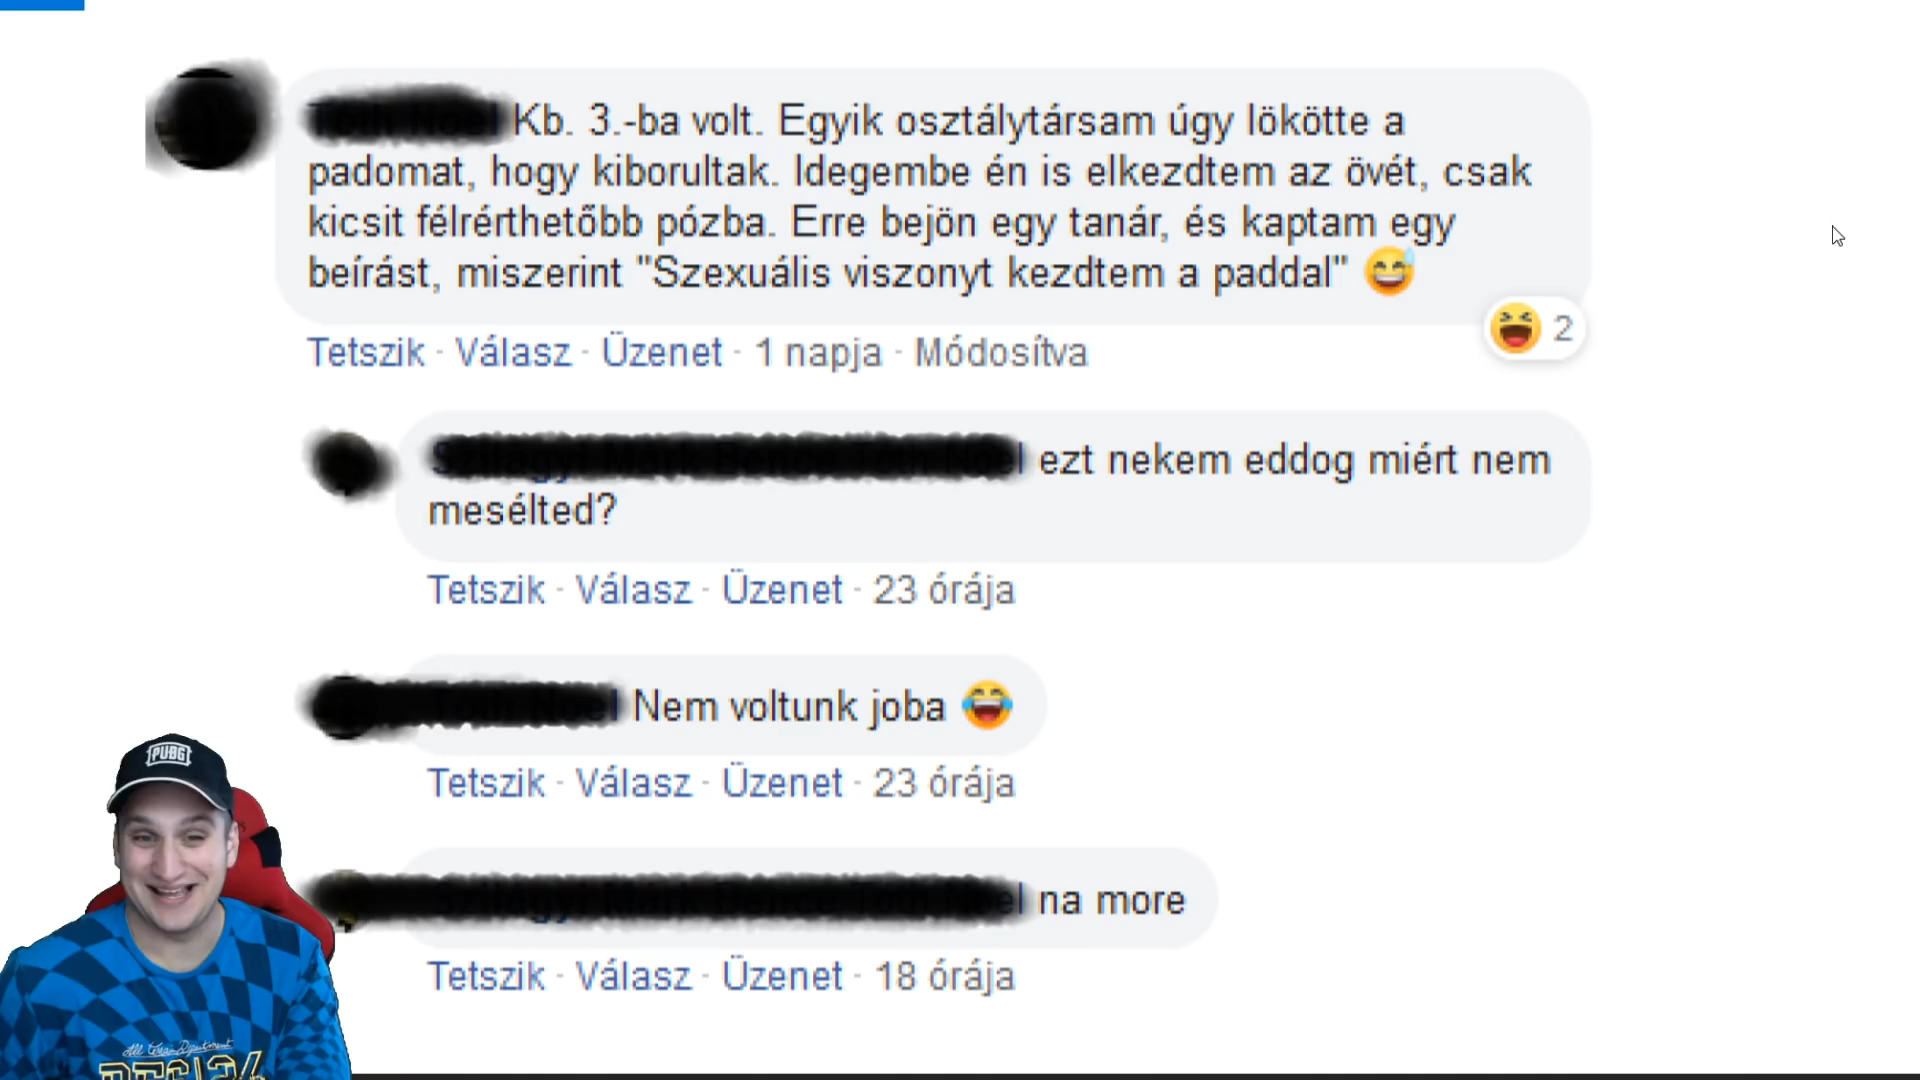 Kb. 3.-ba volt. Egyik osztálytársam úgy lökötte a
padomat, hogy kiborultak. Idegembe én is elkezdtem az övét, csak
kicsit félrérthetőbb pózba. Erre bejön egy tanár, és kaptam egy
beírást, miszerint "Szexuális viszonyt kezdtem a paddal" 😅
2
Tetszik · Válasz · Üzenet · 1 napja · Módosítva
ezt nekem eddog miért nem
mesélted?
Tetszik · Válasz · Üzenet · 23 órája
Nem voltunk joba 😂
Tetszik · Válasz · Üzenet · 23 órája
na more
Tetszik · Válasz · Üzenet · 18 órája
PUBG